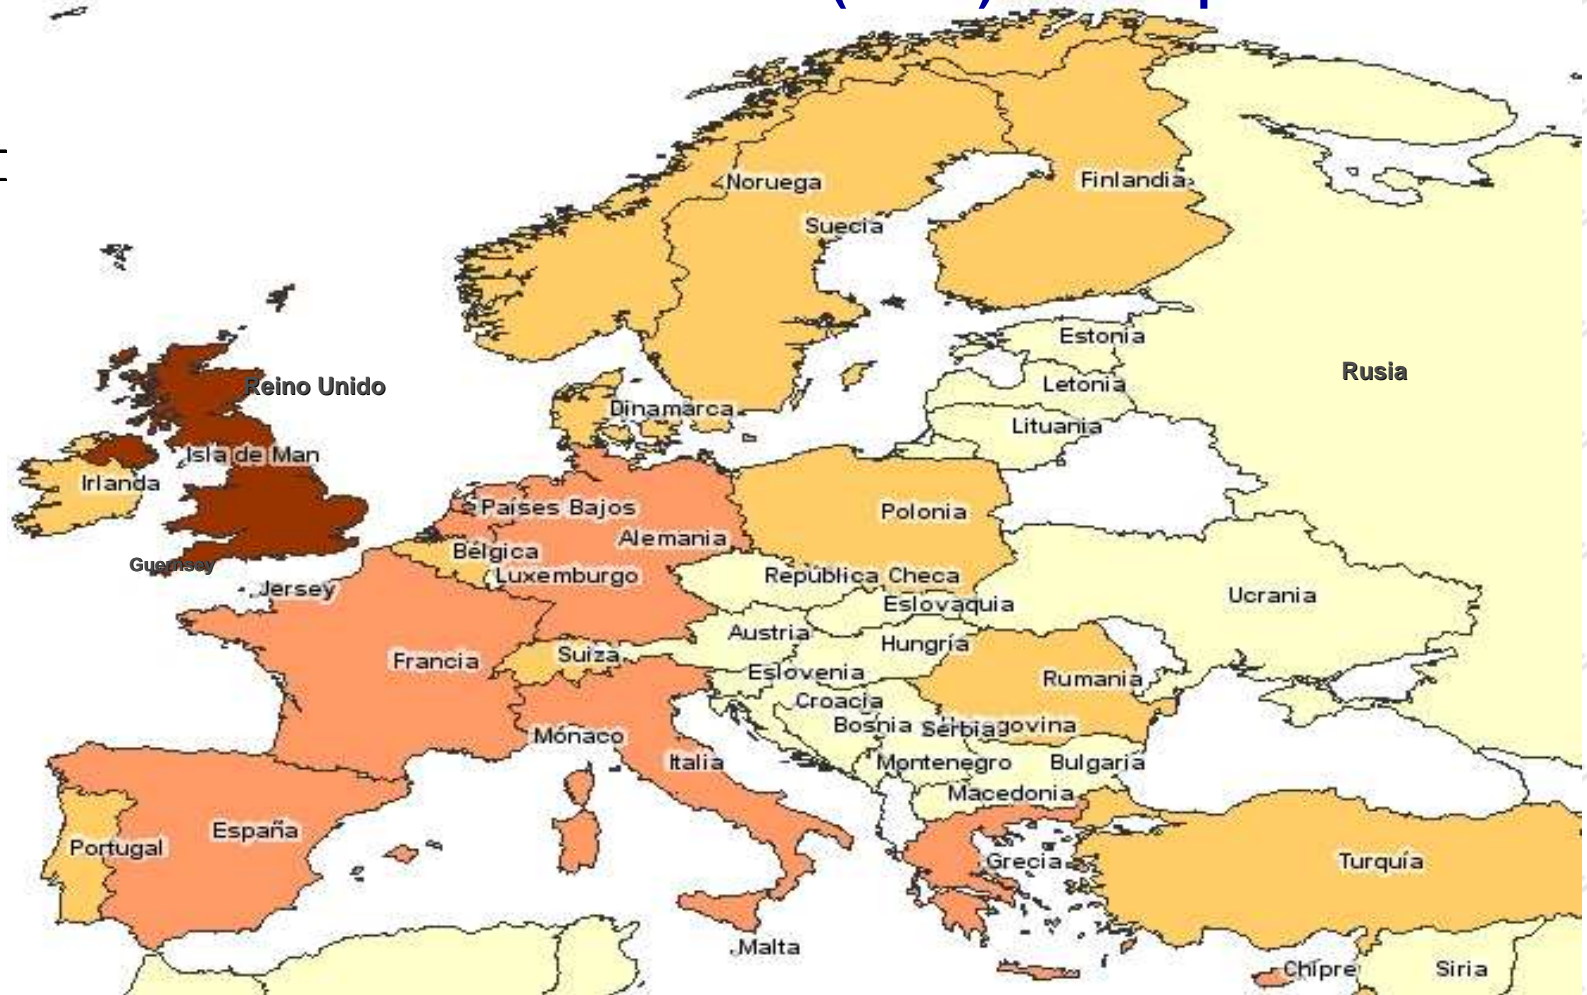 Noruega
Finlandia
Suecia
Estonia
Rusia
Letonia
Reino Unido
Dinamarca
Lituania
Isla de Man
Irlanda
Países Bajos
Polonia
Alemania
Bélgica
Guernsey
Luxemburgo
República Checa
Jersey
Ucrania
Eslovaquia
Austria
Hungría
Suiza
Francia
Eslovenia
Rumania
Croacia
Bosnia
Serbia
Mónaco
Italia
Montenegro
Bulgaria
Macedonia
España
Portugal
Grecia
Turquía
Malta
Chipre
Siria